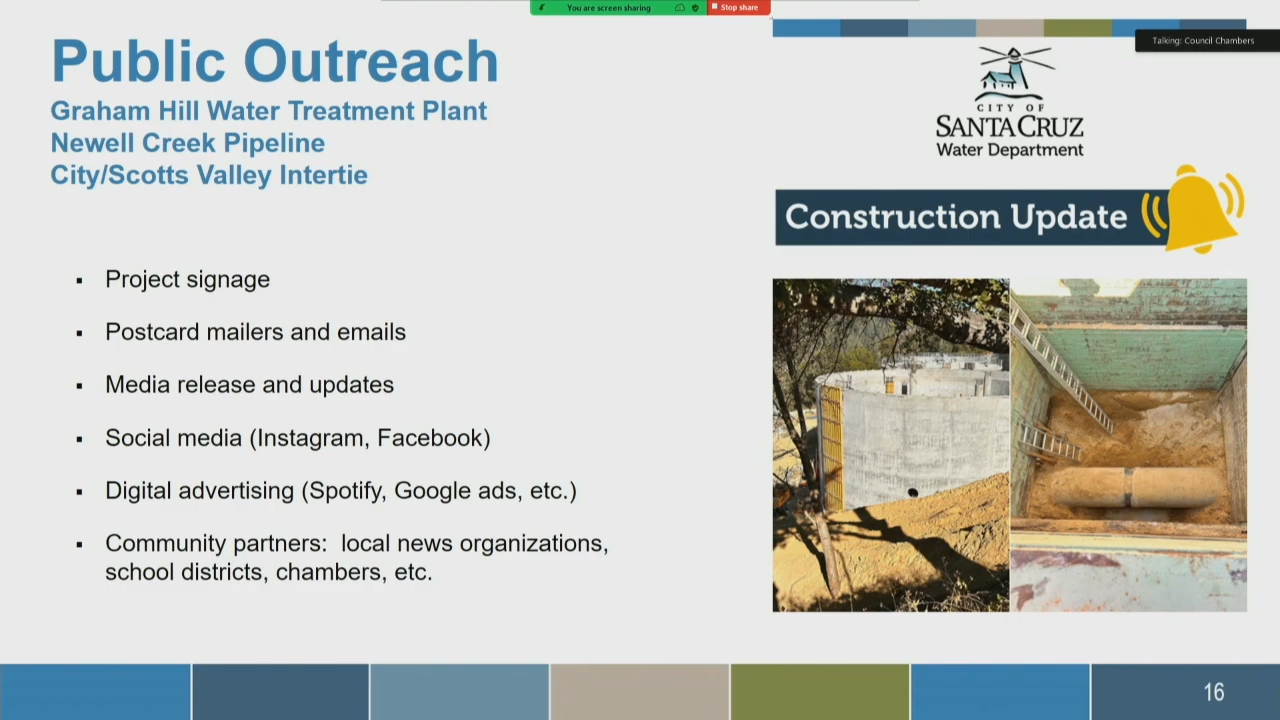 You are screen sharing
Stop share
Talking: Council Chambers
Public Outreach
Graham Hill Water Treatment Plant
Newell Creek Pipeline
City/Scotts Valley Intertie
CITY OF
SANTA CRUZ
Water Department
Construction Update
▪ Project signage
▪ Postcard mailers and emails
▪ Media release and updates
▪ Social media (Instagram, Facebook)
▪ Digital advertising (Spotify, Google ads, etc.)
▪ Community partners: local news organizations,
school districts, chambers, etc.
16